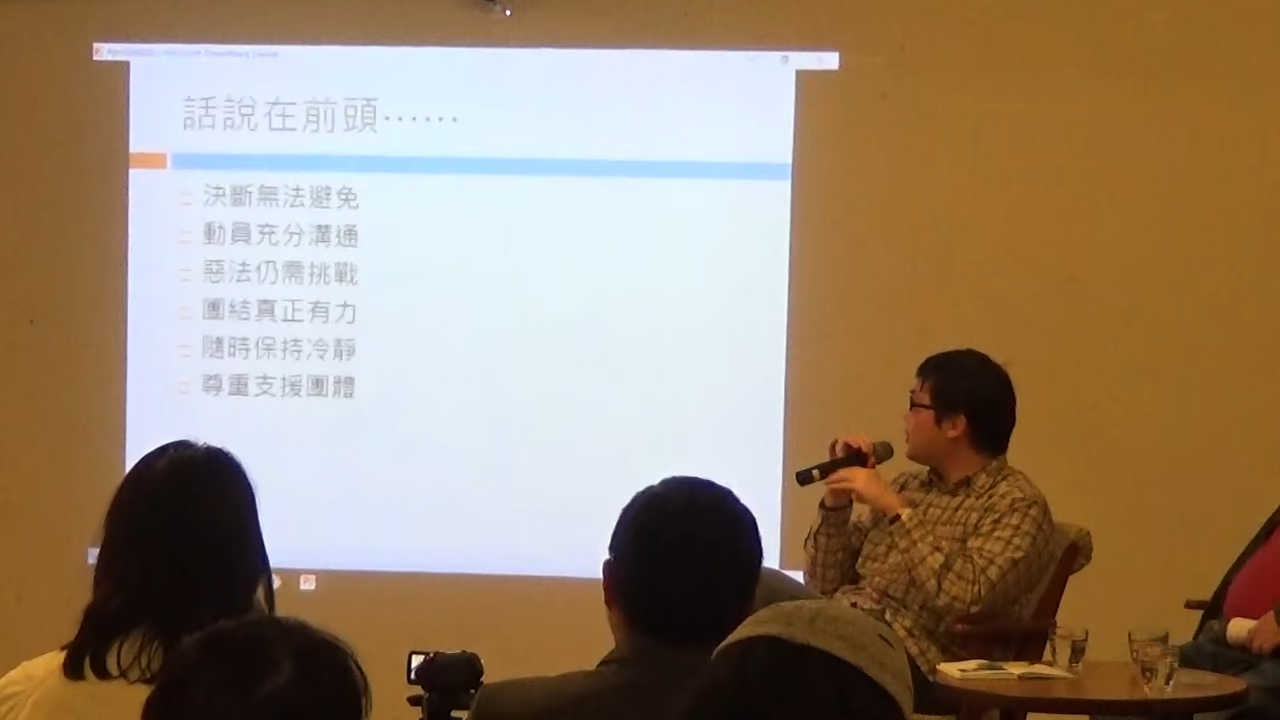 話說在前頭……
決斷無法避免
動員充分溝通
惡法仍需挑戰
團結真正有力
隨時保持冷靜
尊重支援團體